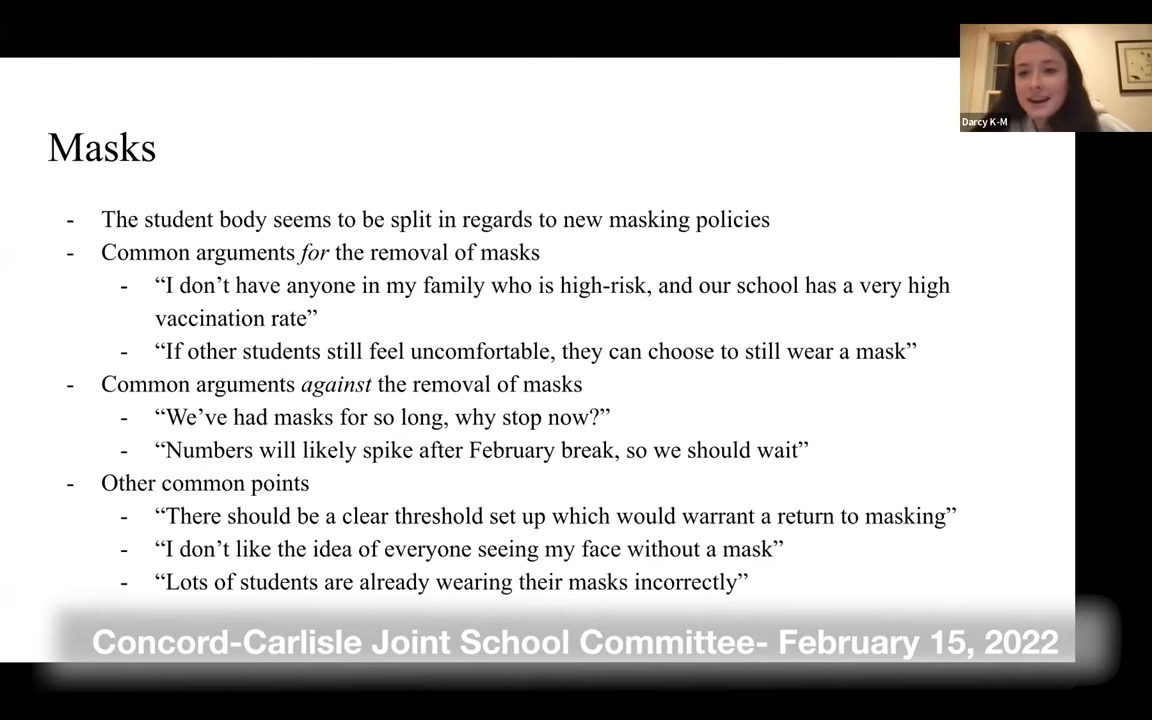 Darcy K-M
Masks
- The student body seems to be split in regards to new masking policies
- Common arguments for the removal of masks
- “I don’t have anyone in my family who is high-risk, and our school has a very high
vaccination rate”
- “If other students still feel uncomfortable, they can choose to still wear a mask”
- Common arguments against the removal of masks
- “We’ve had masks for so long, why stop now?”
- “Numbers will likely spike after February break, so we should wait”
- Other common points
- “There should be a clear threshold set up which would warrant a return to masking”
- “I don’t like the idea of everyone seeing my face without a mask”
- “Lots of students are already wearing their masks incorrectly”
Concord-Carlisle Joint School Committee- February 15, 2022